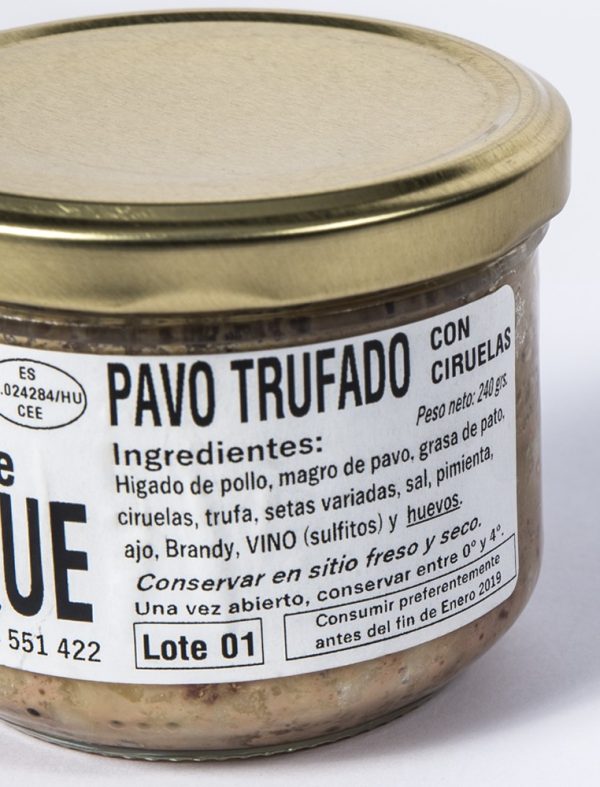 ES
.024284/HU
CEE
PAVO TRUFADO CON CIRUELAS
Peso neto: 240 grs.
Ingredientes:
Higado de pollo, magro de pavo, grasa de pato,
ciruelas, trufa, setas variadas, sal, pimienta,
ajo, Brandy, VINO (sulfitos) y huevos.
Conservar en sitio freso y seco.
Una vez abierto, conservar entre 0º y 4º.
Lote 01
Consumir preferentemente
antes del fin de Enero 2019
e
UE
551 422